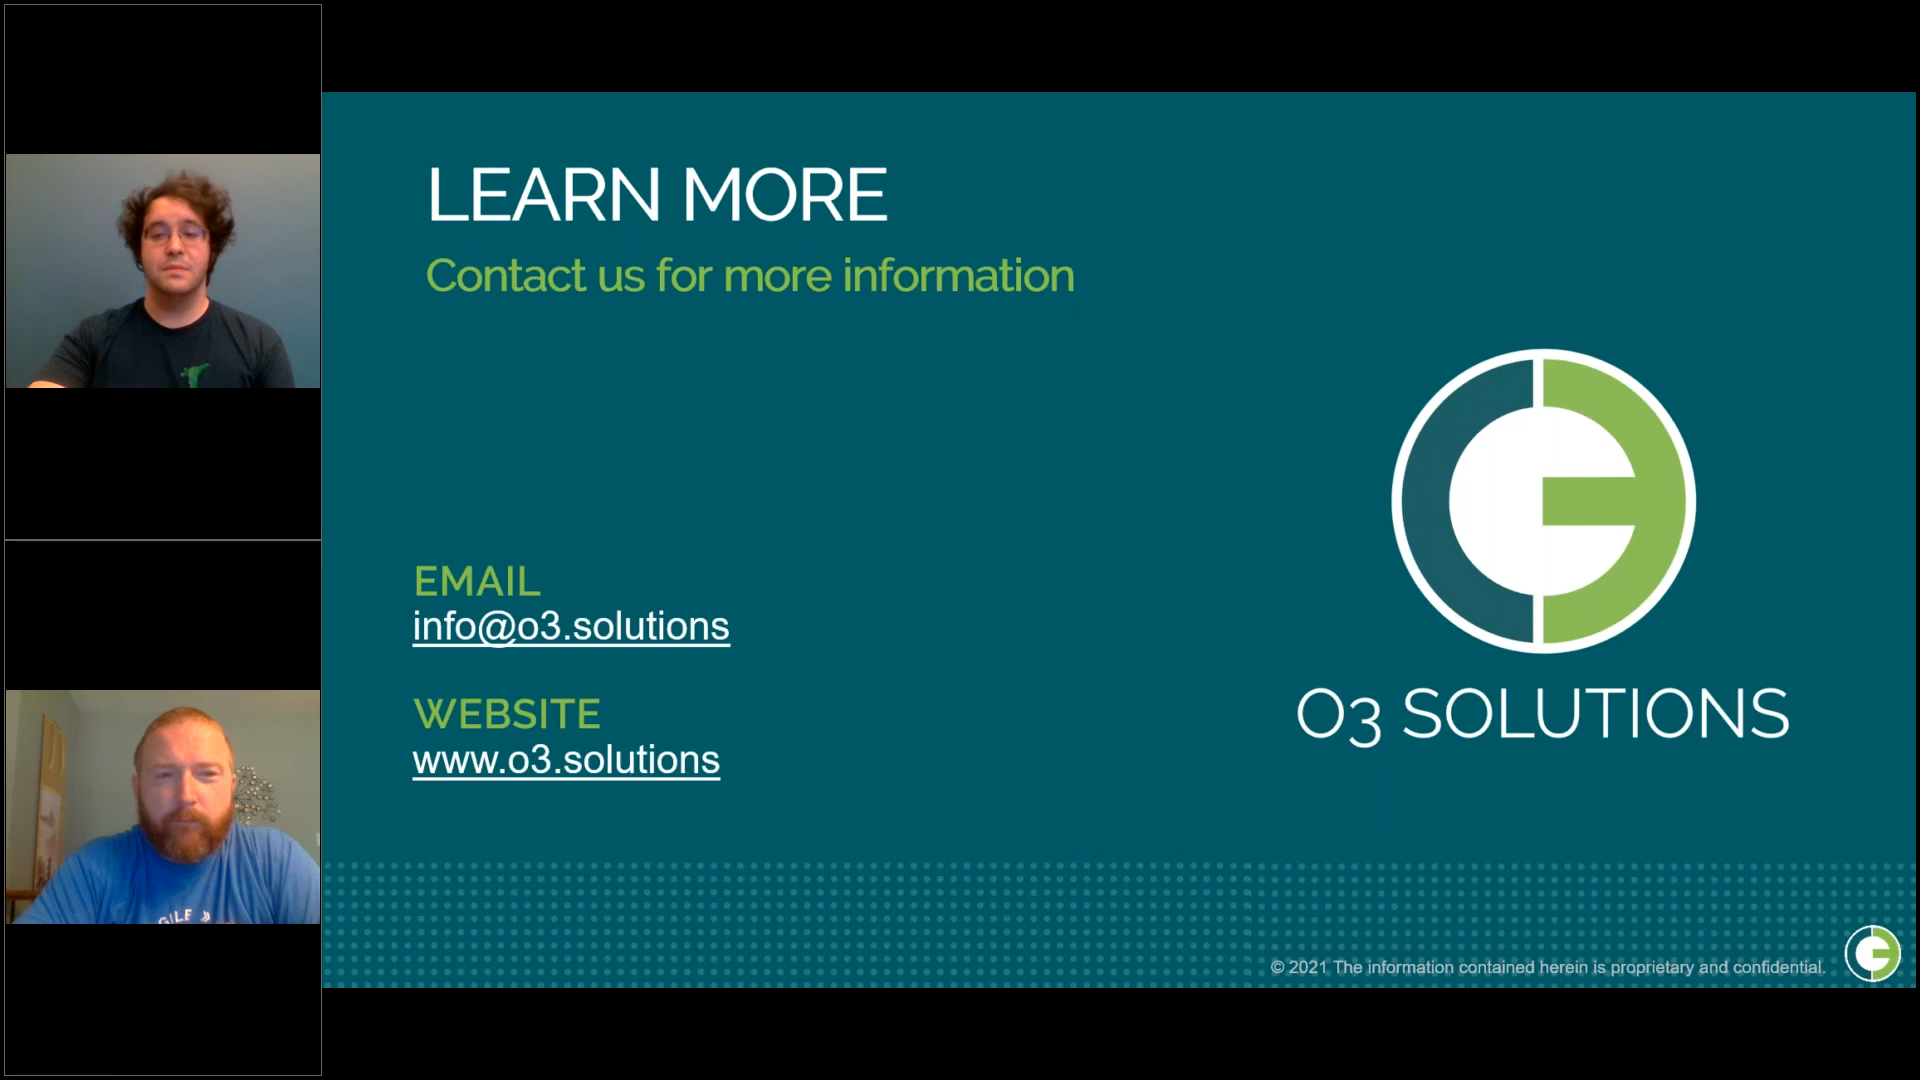 LEARN MORE
Contact us for more information
EMAIL
info@o3.solutions
WEBSITE
www.o3.solutions
O3 SOLUTIONS
© 2021 The information contained herein is proprietary and confidential.